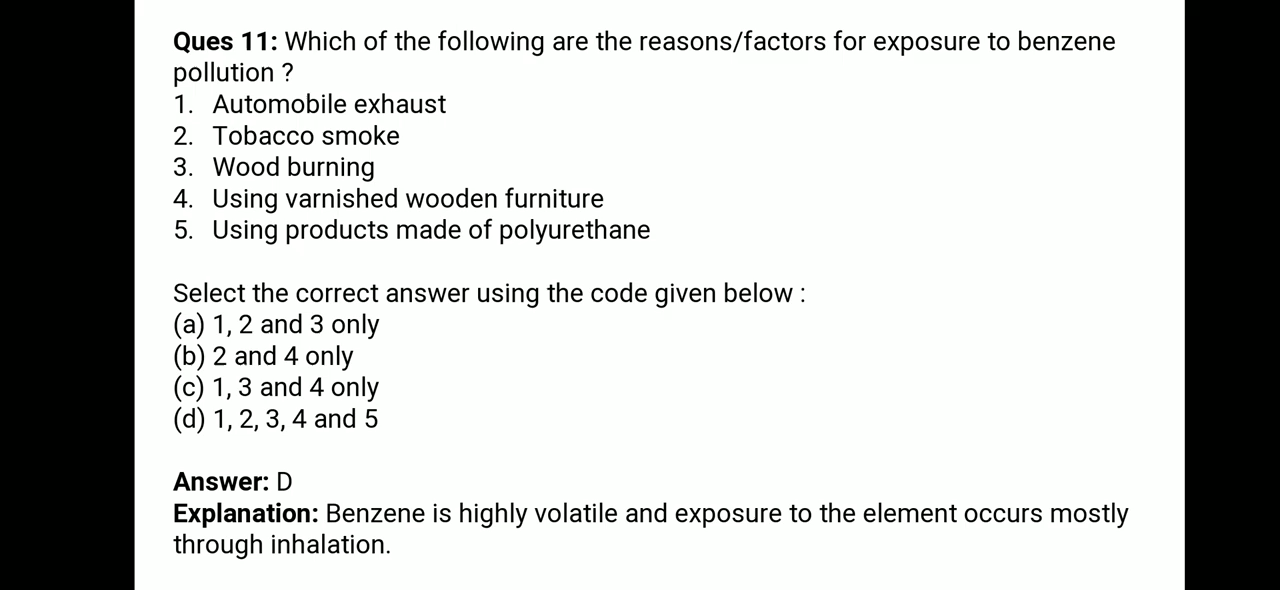 Ques 11: Which of the following are the reasons/factors for exposure to benzene
pollution ?
1. Automobile exhaust
2. Tobacco smoke
3. Wood burning
4. Using varnished wooden furniture
5. Using products made of polyurethane
Select the correct answer using the code given below :
(a) 1, 2 and 3 only
(b) 2 and 4 only
(c) 1, 3 and 4 only
(d) 1, 2, 3, 4 and 5
Answer: D
Explanation: Benzene is highly volatile and exposure to the element occurs mostly
through inhalation.